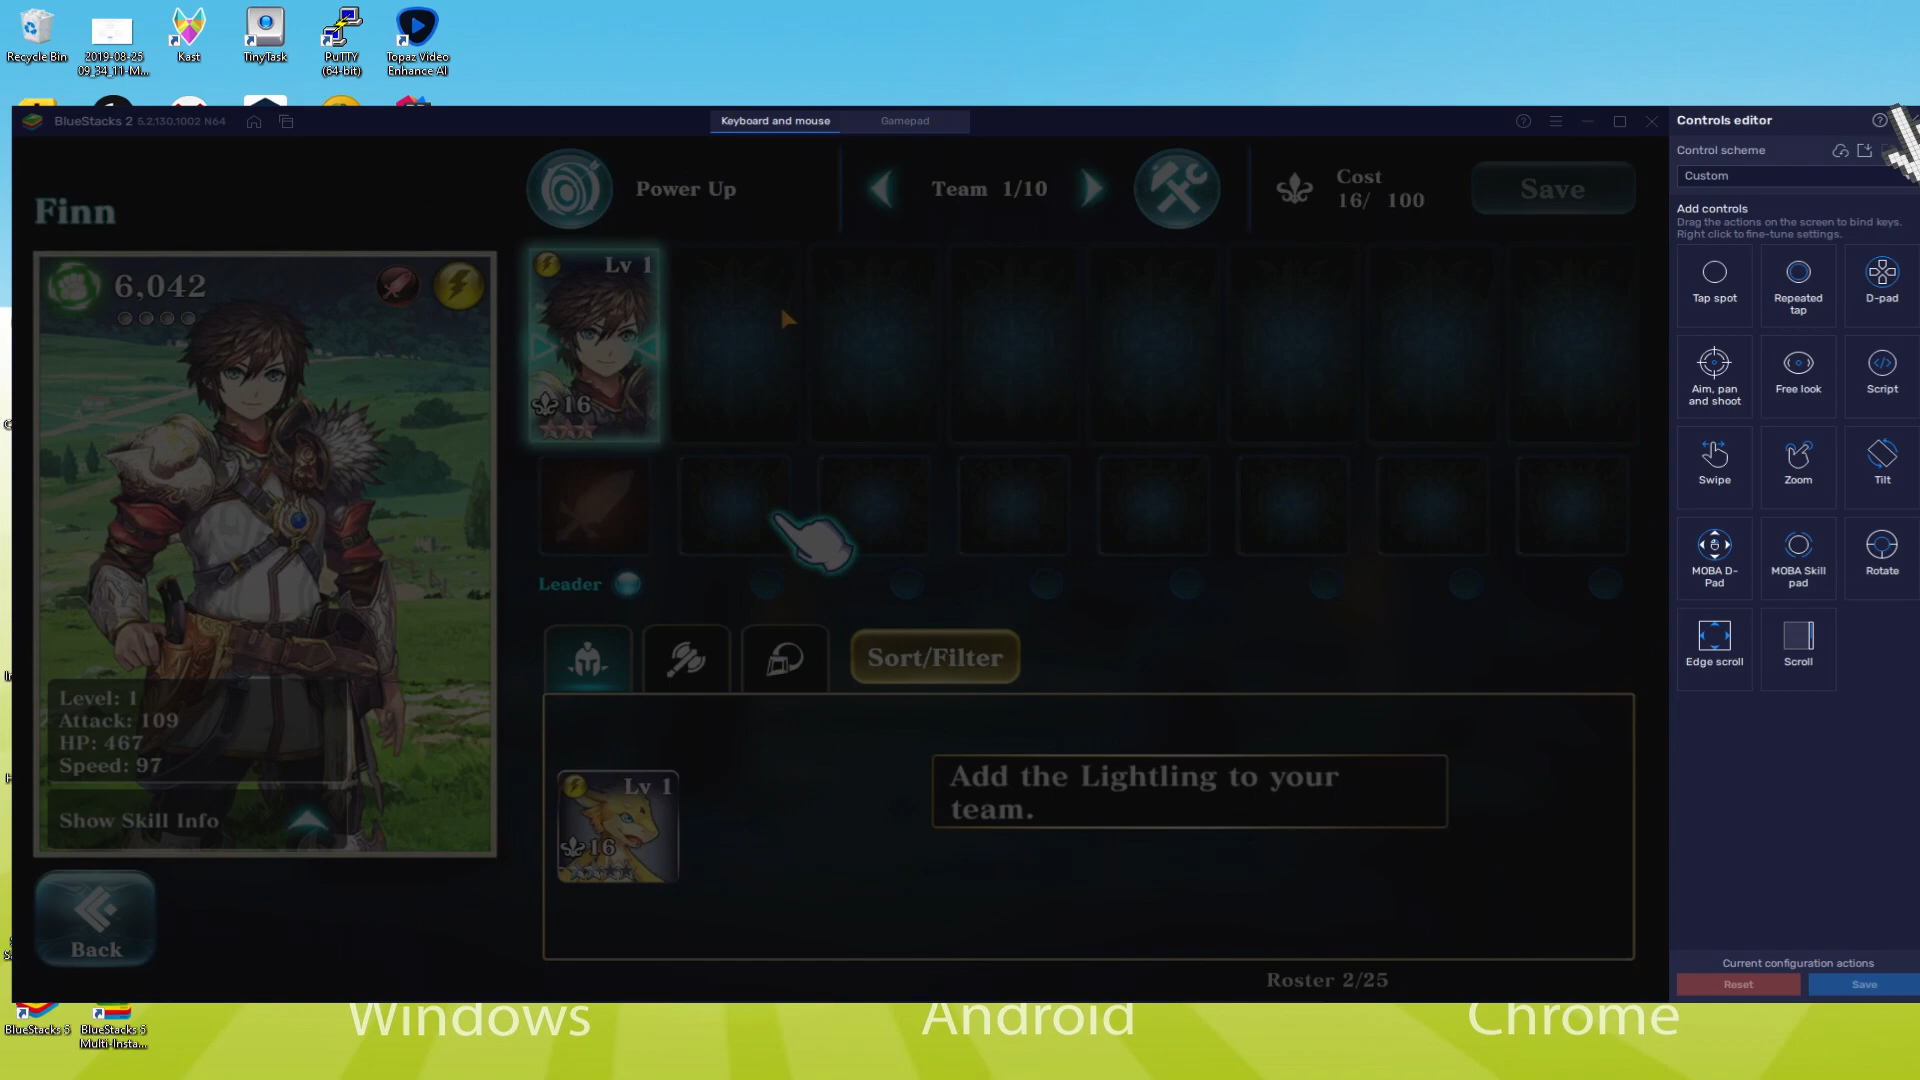 Recycle Bin
2019-08-25
09_34_11-M...
Kast
TinyTask
PuTTY
(64-bit)
Topaz Video
Enhance AI
BlueStacks 2 5.2.130.1002 N64
Keyboard and mouse
Gamepad
Controls editor
Control scheme
Custom
Add controls
Drag the actions on the screen to bind keys.
Right click to fine-tune settings.
Tap spot
Repeated
tap
D-pad
Aim, pan
and shoot
Free look
Script
Swipe
Zoom
Tilt
MOBA D-
Pad
MOBA Skill
pad
Rotate
Edge scroll
Scroll
Current configuration actions
Reset
Save
Finn
Power Up
Team 1/10
Cost
16/ 100
Save
6,042
Lv 1
16
Leader
Sort/Filter
Level: 1
Attack: 109
HP: 467
Speed: 97
Show Skill Info
Lv 1
16
Add the Lightling to your
team.
Back
Roster 2/25
BlueStacks 5
BlueStacks 5
Multi-Insta...
Windows
Android
Chrome